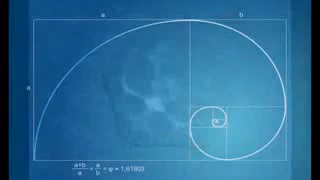 a b
a
a+b/a = a/b = φ = 1,61803